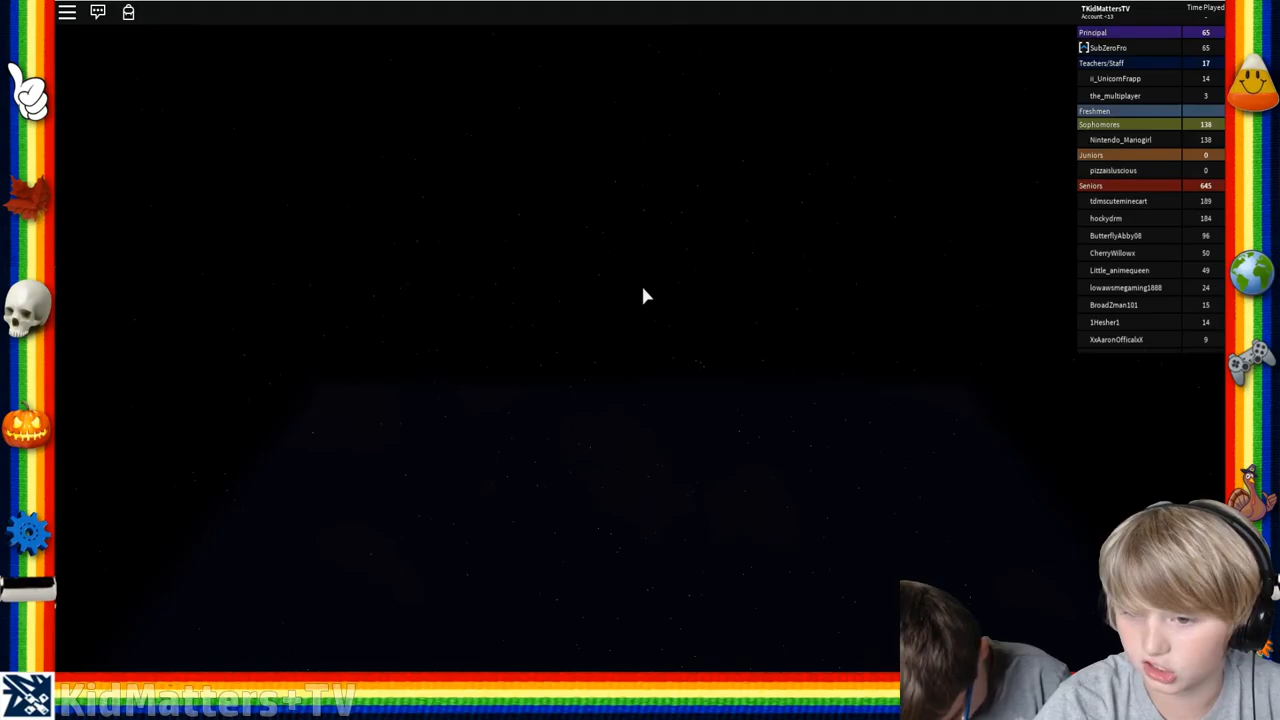 TKidMattersTV
Account: <13
Time Played
-
Principal 65
SubZeroFro 65
Teachers/Staff 17
ii_UnicornFrapp 14
the_multiplayer 3
Freshmen
Sophomores 138
Nintendo_Mariogirl 138
Juniors 0
pizzaisluscious 0
Seniors 645
tdmscuteminecart 189
hockydrm 184
ButterflyAbby08 96
CherryWillowx 50
Little_animequeen 49
lowawsmegaming1888 24
BroadZman101 15
1Hesher1 14
XxAaronOfficalxX 9
KidMatters+TV